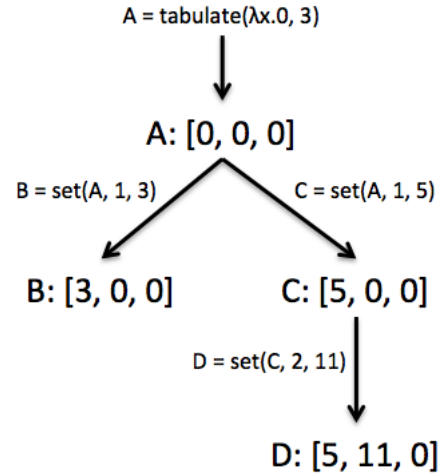 A = tabulate(λx.0, 3)
A: [0, 0, 0]
B = set(A, 1, 3)
C = set(A, 1, 5)
B: [3, 0, 0]
C: [5, 0, 0]
D = set(C, 2, 11)
D: [5, 11, 0]